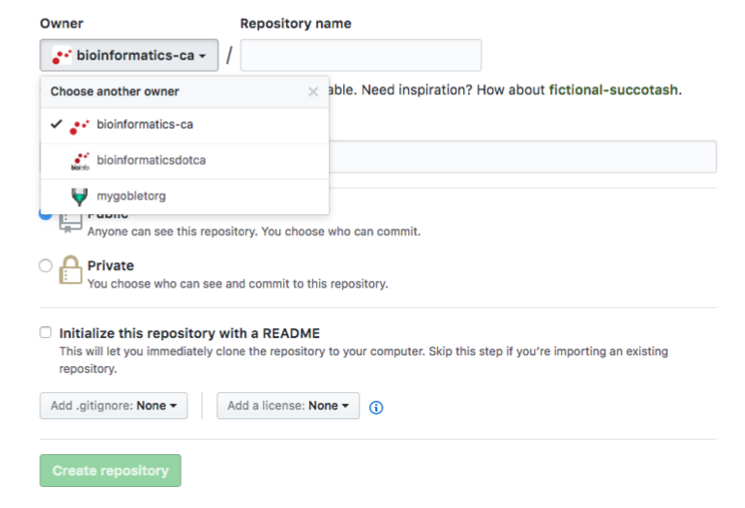 Owner
Repository name
bioinformatics-ca
/
Choose another owner
able. Need inspiration? How about fictional-succotash.
bioinformatics-ca
bioinformaticsdotca
mygobletorg
Public
Anyone can see this repository. You choose who can commit.
Private
You choose who can see and commit to this repository.
Initialize this repository with a README
This will let you immediately clone the repository to your computer. Skip this step if you’re importing an existing
repository.
Add .gitignore: None
Add a license: None
Create repository